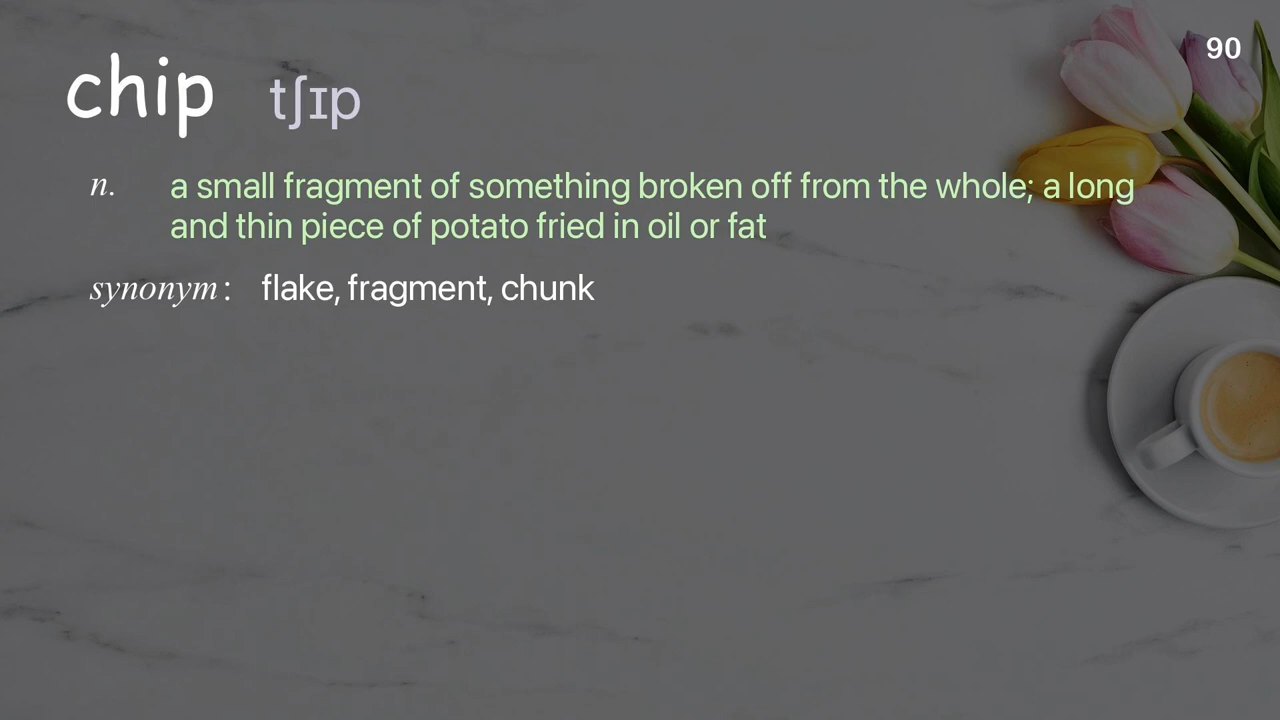 90
chip tʃɪp
n. a small fragment of something broken off from the whole; a long
and thin piece of potato fried in oil or fat
synonym: flake, fragment, chunk